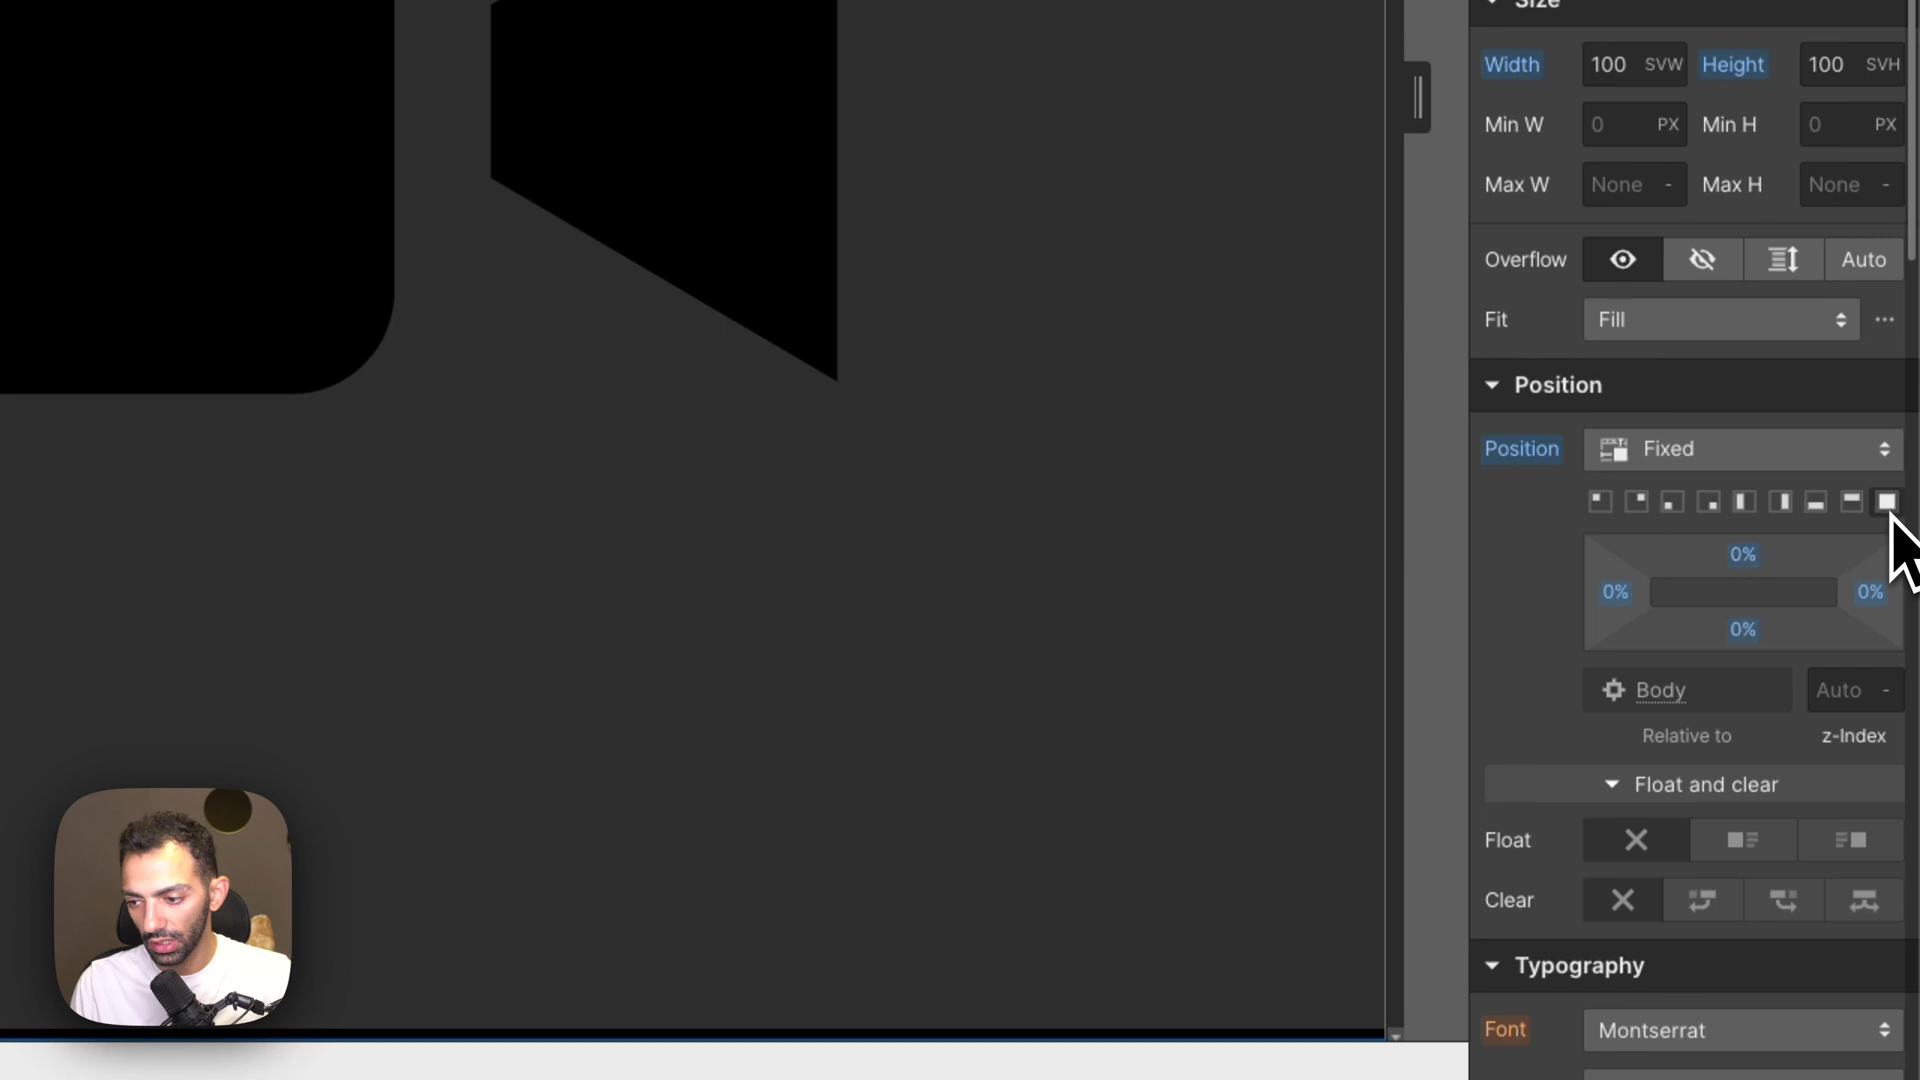 Size
Width 100 SVW Height 100 SVH
Min W 0 PX Min H 0 PX
Max W None - Max H None -
Overflow Auto
Fit Fill
Position
Position Fixed
0%
0% 0%
0%
Body Auto -
Relative to z-Index
Float and clear
Float
Clear
Typography
Font Montserrat